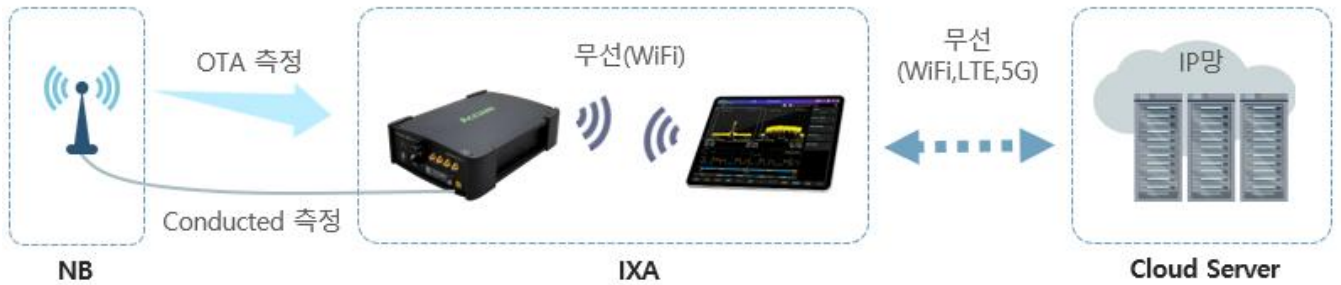 OTA 측정
무선(WiFi)
무선
(WiFi,LTE,5G)
IP망
Accuver
Conducted 측정
NB
IXA
Cloud Server